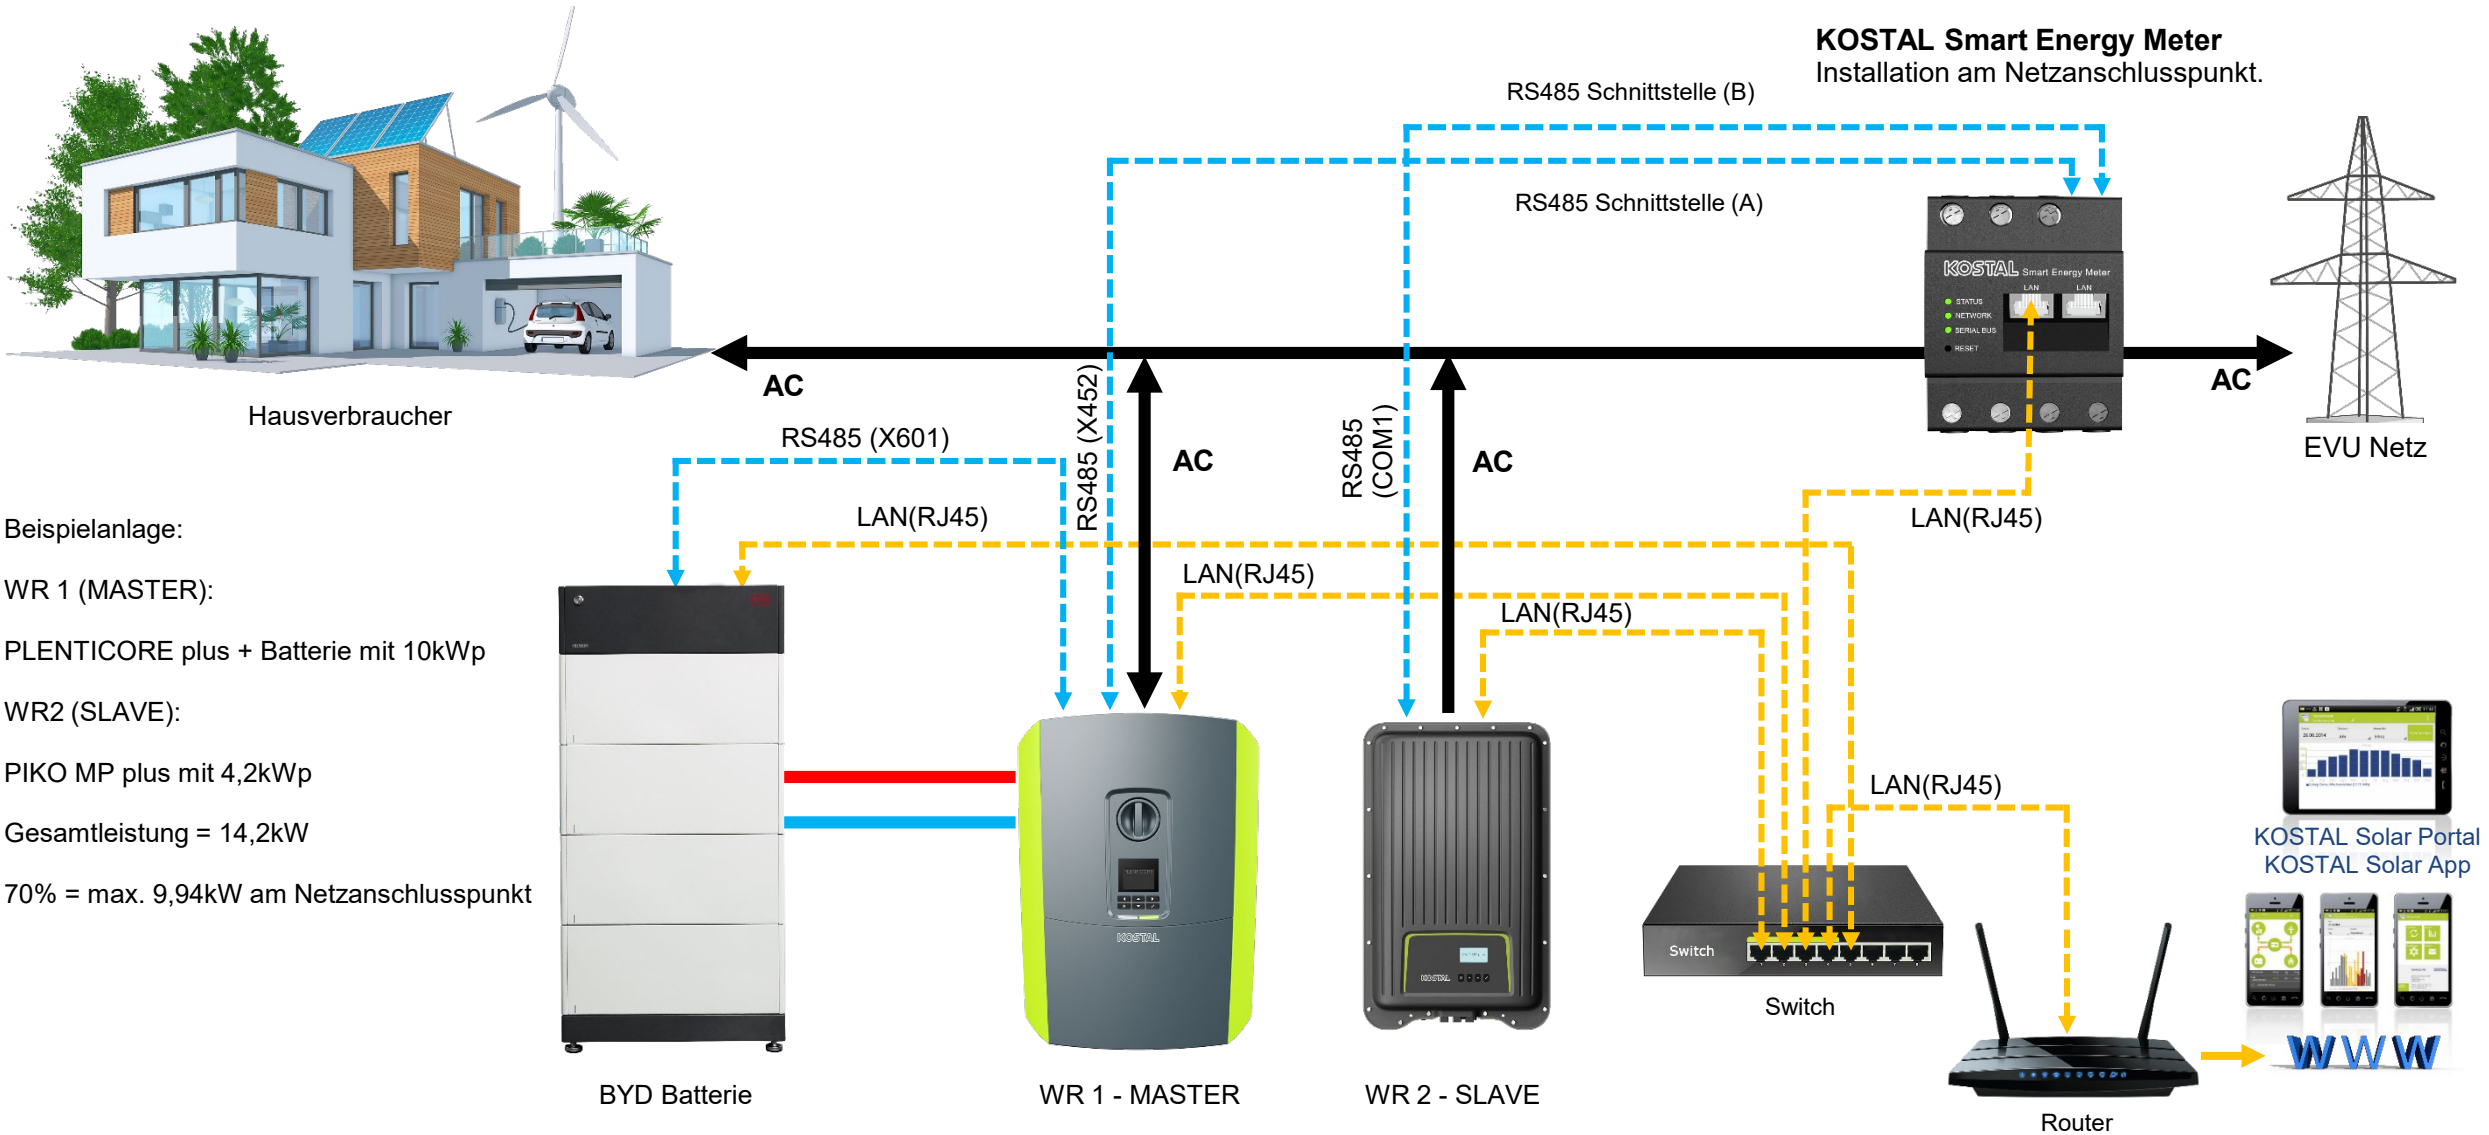 KOSTAL Smart Energy Meter
Installation am Netzanschlusspunkt.
RS485 Schnittstelle (B)
RS485 Schnittstelle (A)
KOSTAL Smart Energy Meter
LAN LAN
STATUS
NETWORK
SERIAL BUS
RESET
AC
AC
Hausverbraucher
EVU Netz
RS485 (X601)
RS485 (X452)
AC
RS485
(COM1)
AC
LAN(RJ45)
LAN(RJ45)
LAN(RJ45)
LAN(RJ45)
Beispielanlage:
WR 1 (MASTER):
PLENTICORE plus + Batterie mit 10kWp
WR2 (SLAVE):
PIKO MP plus mit 4,2kWp
Gesamtleistung = 14,2kW
70% = max. 9,94kW am Netzanschlusspunkt
LAN(RJ45)
KOSTAL Solar Portal
KOSTAL Solar App
KOSTAL
KOSTAL
Switch
Switch
WWW
BYD Batterie
WR 1 - MASTER
WR 2 - SLAVE
Router